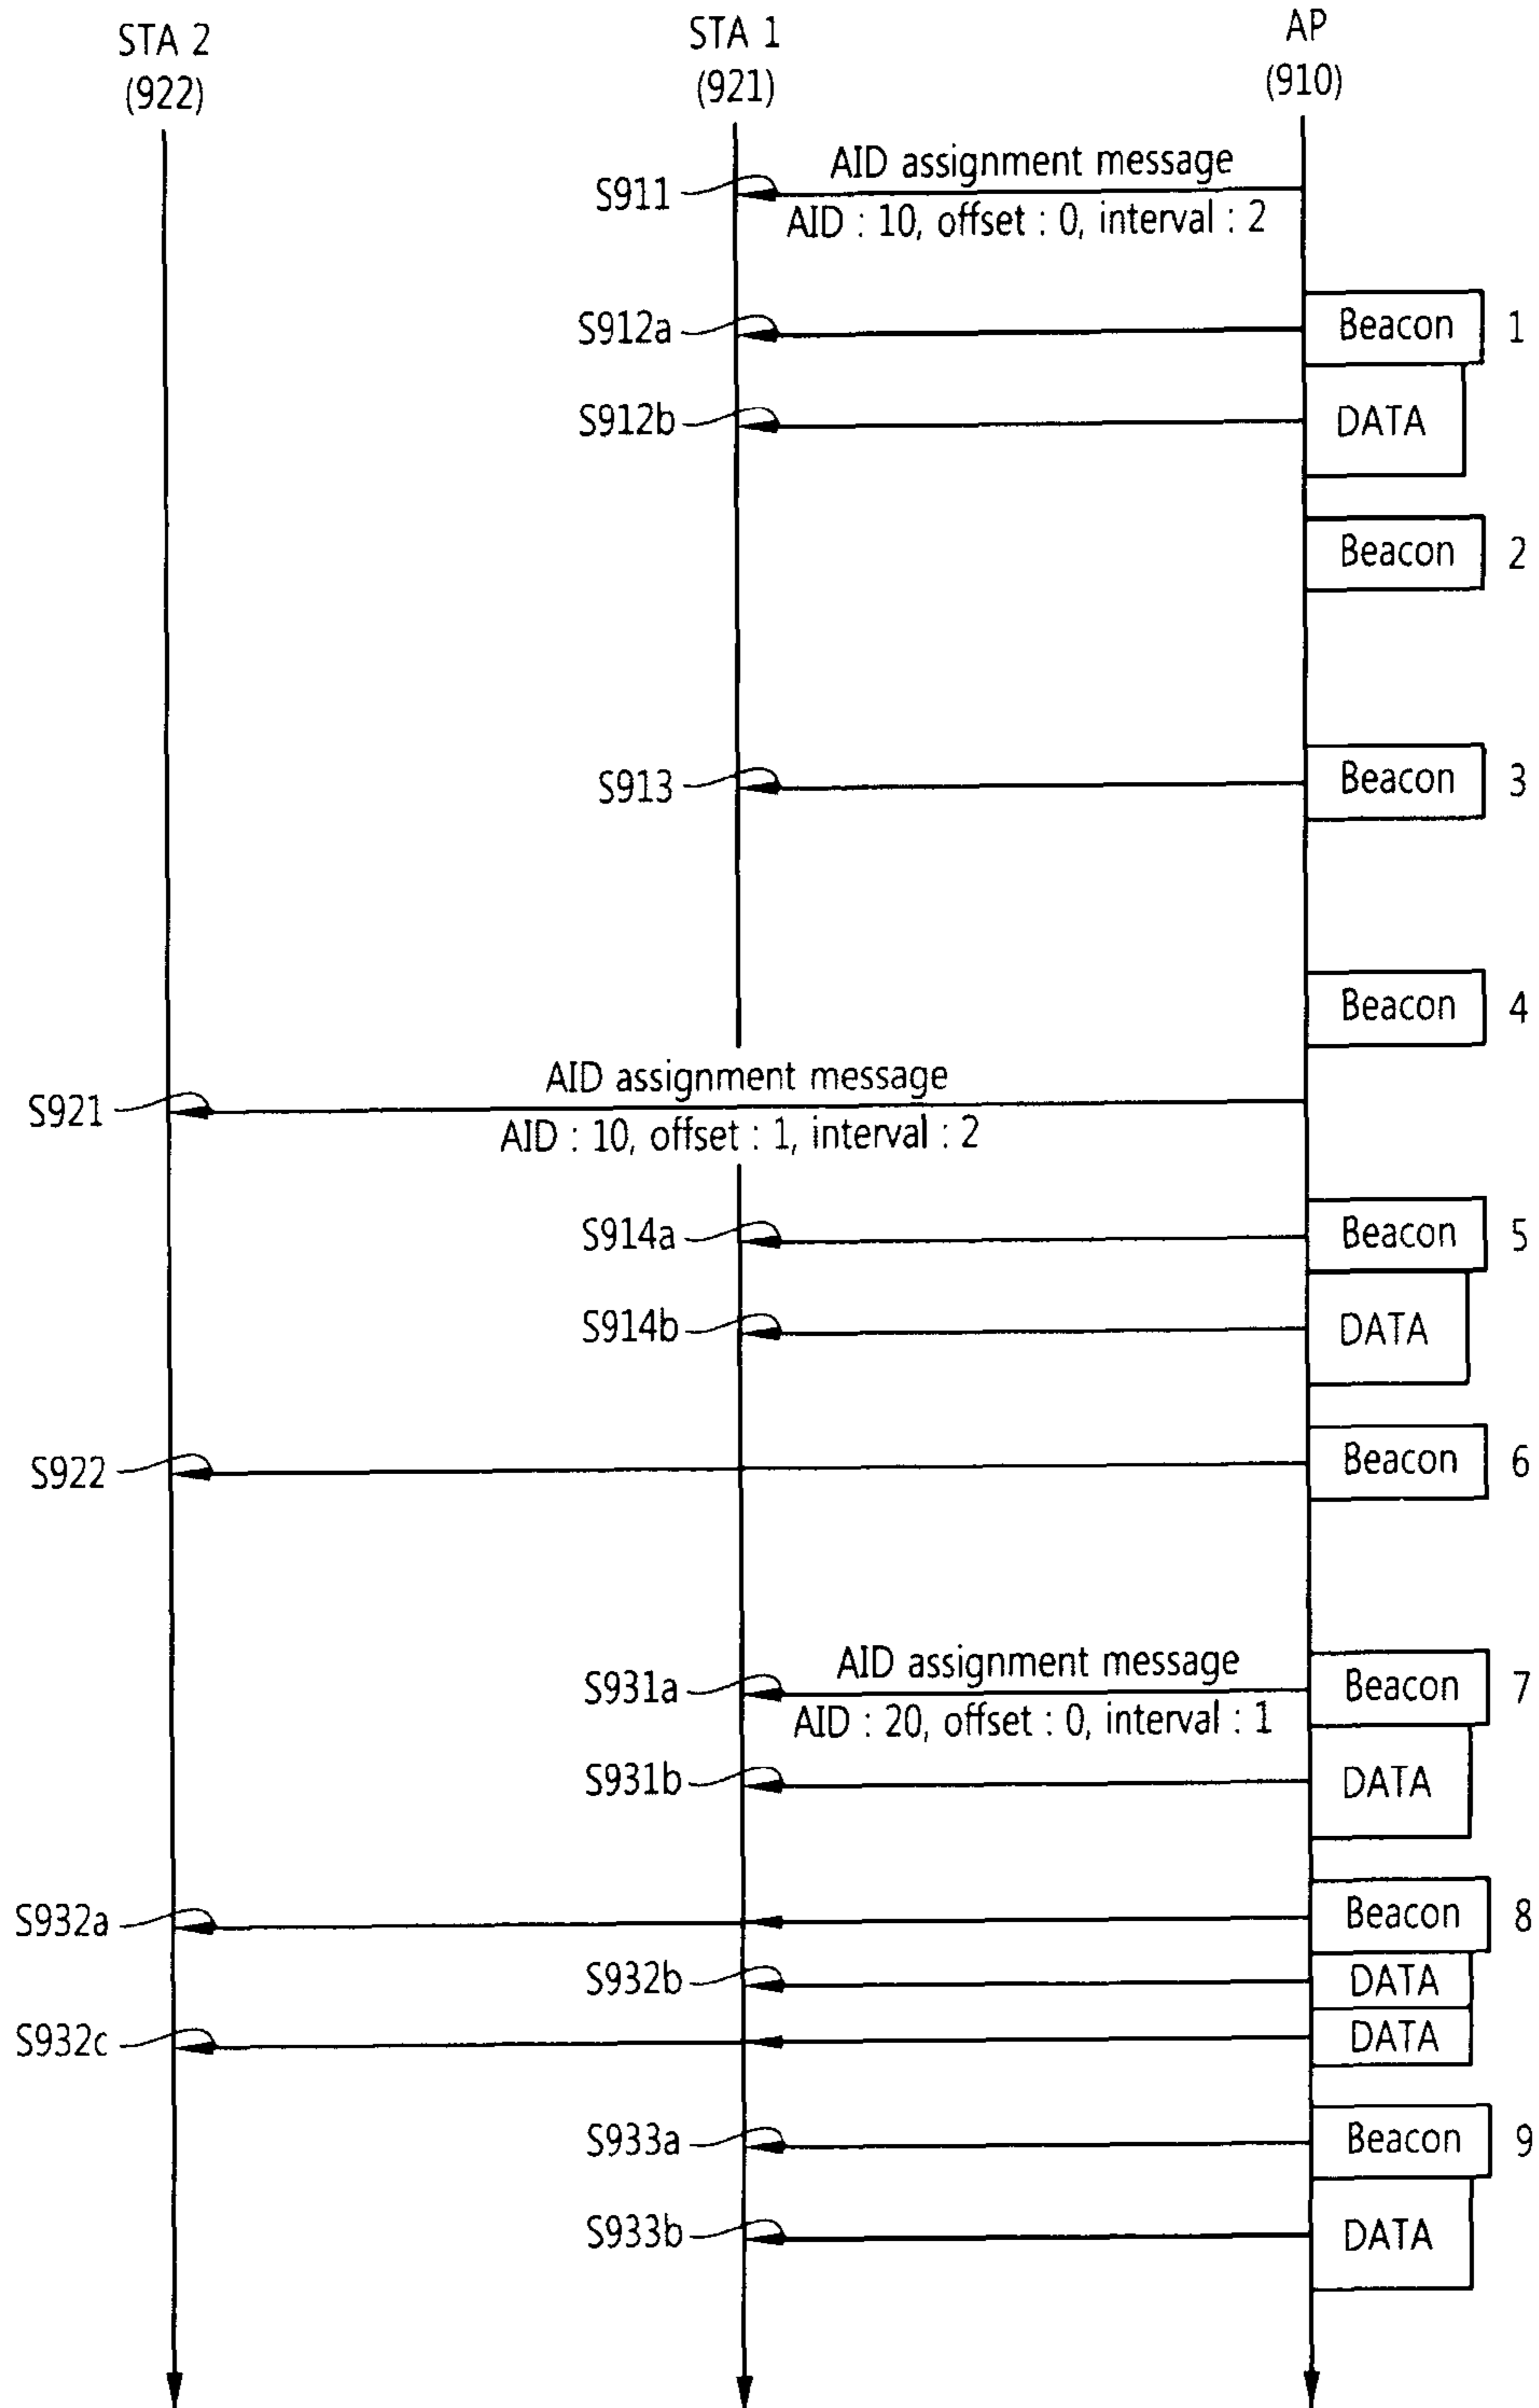 STA 2
(922)
STA 1
(921)
AP
(910)
AID assignment message
S911
AID : 10, offset : 0, interval : 2
S912a
Beacon
1
S912b
DATA
Beacon
2
S913
Beacon
3
Beacon
4
AID assignment message
S921
AID : 10, offset : 1, interval : 2
S914a
Beacon
5
S914b
DATA
S922
Beacon
6
AID assignment message
S931a
Beacon
7
AID : 20, offset : 0, interval : 1
S931b
DATA
S932a
Beacon
8
S932b
DATA
S932c
DATA
S933a
Beacon
9
S933b
DATA